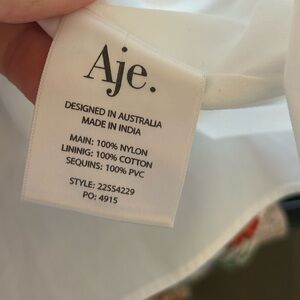 Aje.
DESIGNED IN AUSTRALIA
MADE IN INDIA
MAIN: 100% NYLON
LINING: 100% COTTON
SEQUINS: 100% PVC
STYLE: 22SS4229
PO: 4915